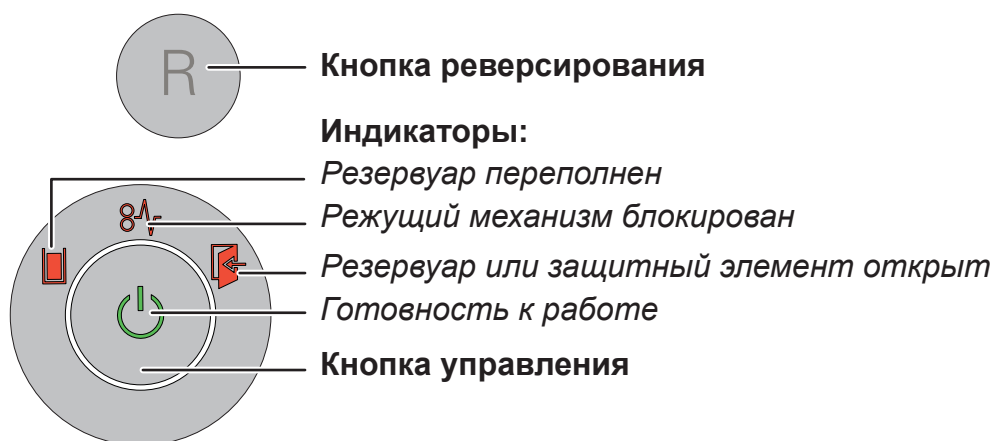 R
Кнопка реверсирования
Индикаторы:
Резервуар переполнен
Режущий механизм блокирован
Резервуар или защитный элемент открыт
Готовность к работе
Кнопка управления